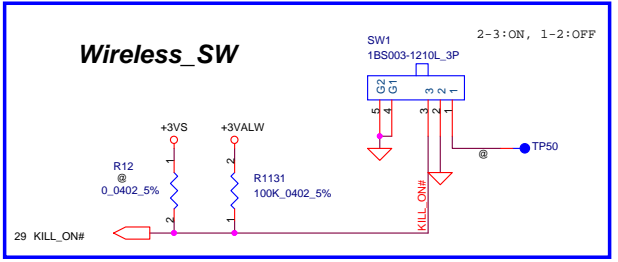 Wireless_SW
SW1
1BS003-1210L_3P
2-3:ON, 1-2:OFF
G2
G1
3
2
1
5
4
3
2
1
+3VS
+3VALW
@
TP50
1
2
R12
@
0_0402_5%
R1131
100K_0402_5%
2
1
KILL_ON#
29 KILL_ON#